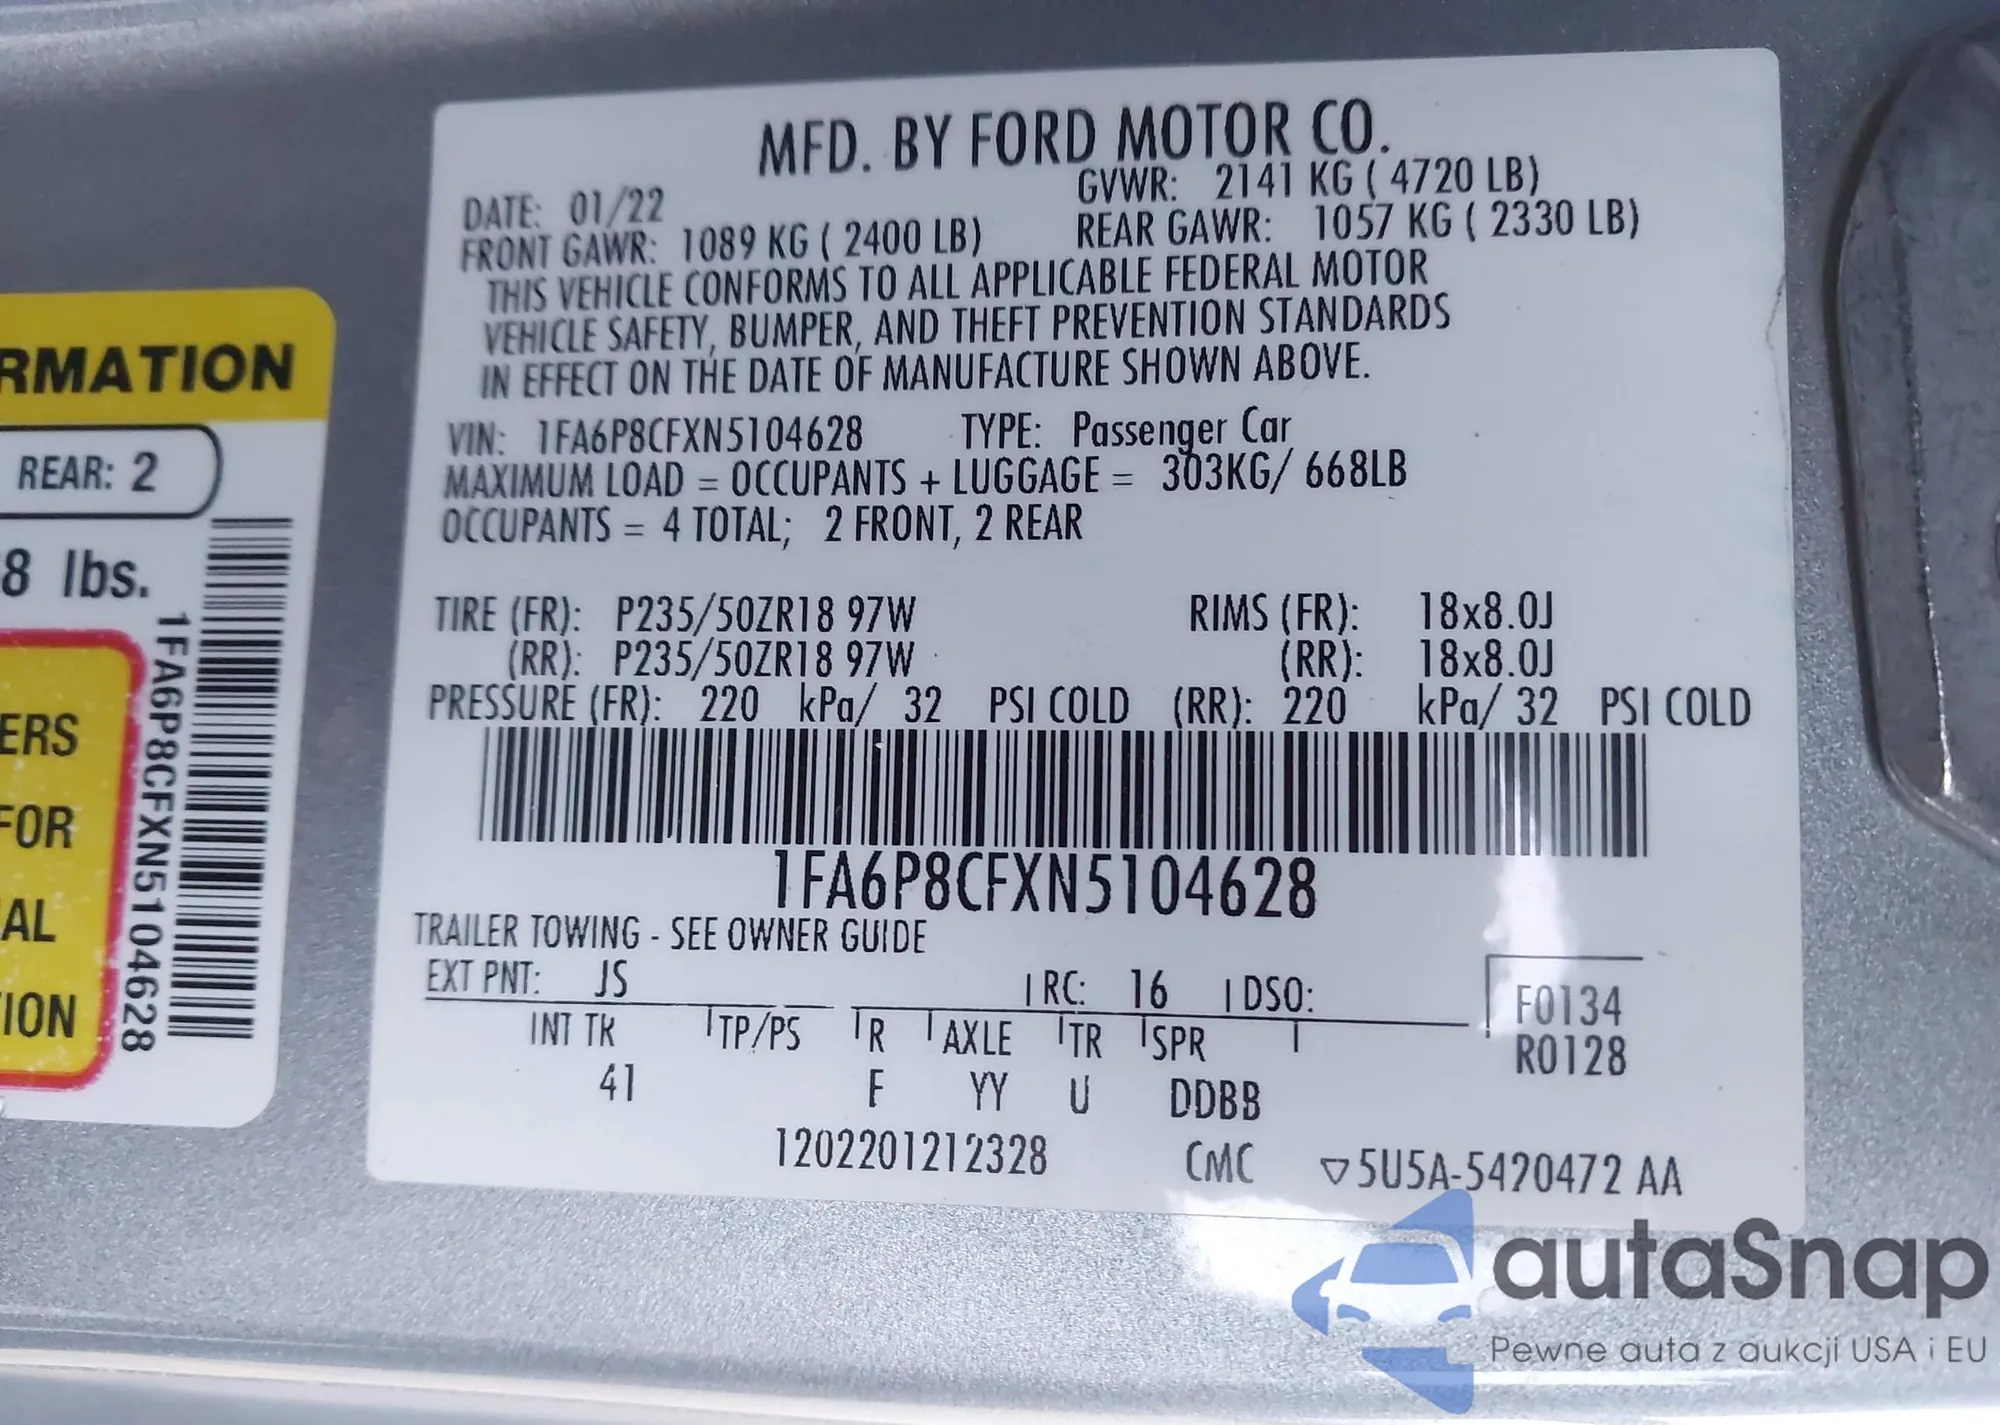 RMATION
REAR: 2
8 lbs.
ERS
FOR
AL
ION
1FA6P8CFXN5104628
MFD. BY FORD MOTOR CO.
DATE: 01/22 GVWR: 2141 KG ( 4720 LB)
FRONT GAWR: 1089 KG ( 2400 LB) REAR GAWR: 1057 KG ( 2330 LB)
THIS VEHICLE CONFORMS TO ALL APPLICABLE FEDERAL MOTOR
VEHICLE SAFETY, BUMPER, AND THEFT PREVENTION STANDARDS
IN EFFECT ON THE DATE OF MANUFACTURE SHOWN ABOVE.
VIN: 1FA6P8CFXN5104628 TYPE: Passenger Car
MAXIMUM LOAD = OCCUPANTS + LUGGAGE = 303KG/ 668LB
OCCUPANTS = 4 TOTAL; 2 FRONT, 2 REAR
TIRE (FR): P235/50ZR18 97W RIMS (FR): 18x8.0J
(RR): P235/50ZR18 97W (RR): 18x8.0J
PRESSURE (FR): 220 kPa/ 32 PSI COLD (RR): 220 kPa/ 32 PSI COLD
1FA6P8CFXN5104628
TRAILER TOWING - SEE OWNER GUIDE
EXT PNT: JS RC: 16 DSO: F0134
INT TK TP/PS R AXLE TR SPR R0128
41 F YY U DDBB
1202201212328 CMC ▽5U5A-5420472 AA
autaSnap
Pewne auta z aukcji USA i EU